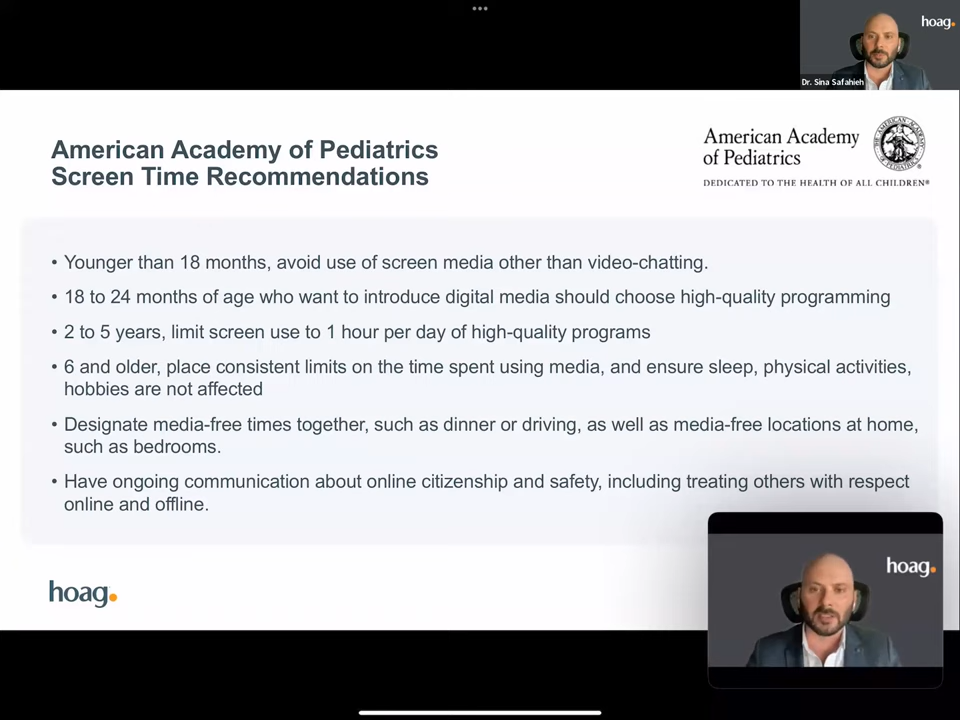 hoag.
Dr. Sina Safahieh
American Academy of Pediatrics
Screen Time Recommendations
American Academy
of Pediatrics
DEDICATED TO THE HEALTH OF ALL CHILDREN®
• Younger than 18 months, avoid use of screen media other than video-chatting.
• 18 to 24 months of age who want to introduce digital media should choose high-quality programming
• 2 to 5 years, limit screen use to 1 hour per day of high-quality programs
• 6 and older, place consistent limits on the time spent using media, and ensure sleep, physical activities,
hobbies are not affected
• Designate media-free times together, such as dinner or driving, as well as media-free locations at home,
such as bedrooms.
• Have ongoing communication about online citizenship and safety, including treating others with respect
online and offline.
hoag.
hoag.